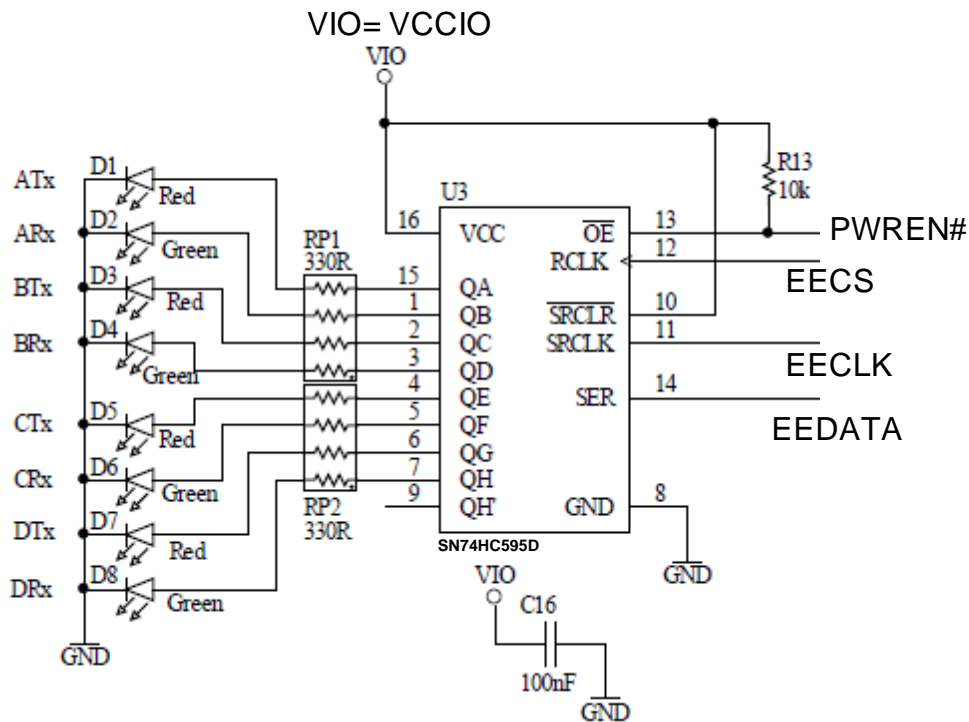 VIO= VCCIO
VIO
R13
10k
U3
16
VCC
OE
13
PWREN#
RCLK
12
EECS
15
QA
1
QB
SRCLR
10
2
QC
SRCLK
11
EECLK
3
QD
4
QE
SER
14
EEDATA
5
QF
6
QG
7
QH
9
QH'
GND
8
GND
SN74HC595D
RP1
330R
RP2
330R
ATx
D1
Red
ARx
D2
Green
BTx
D3
Red
BRx
D4
Green
CTx
D5
Red
CRx
D6
Green
DTx
D7
Red
DRx
D8
Green
GND
VIO
C16
100nF
GND